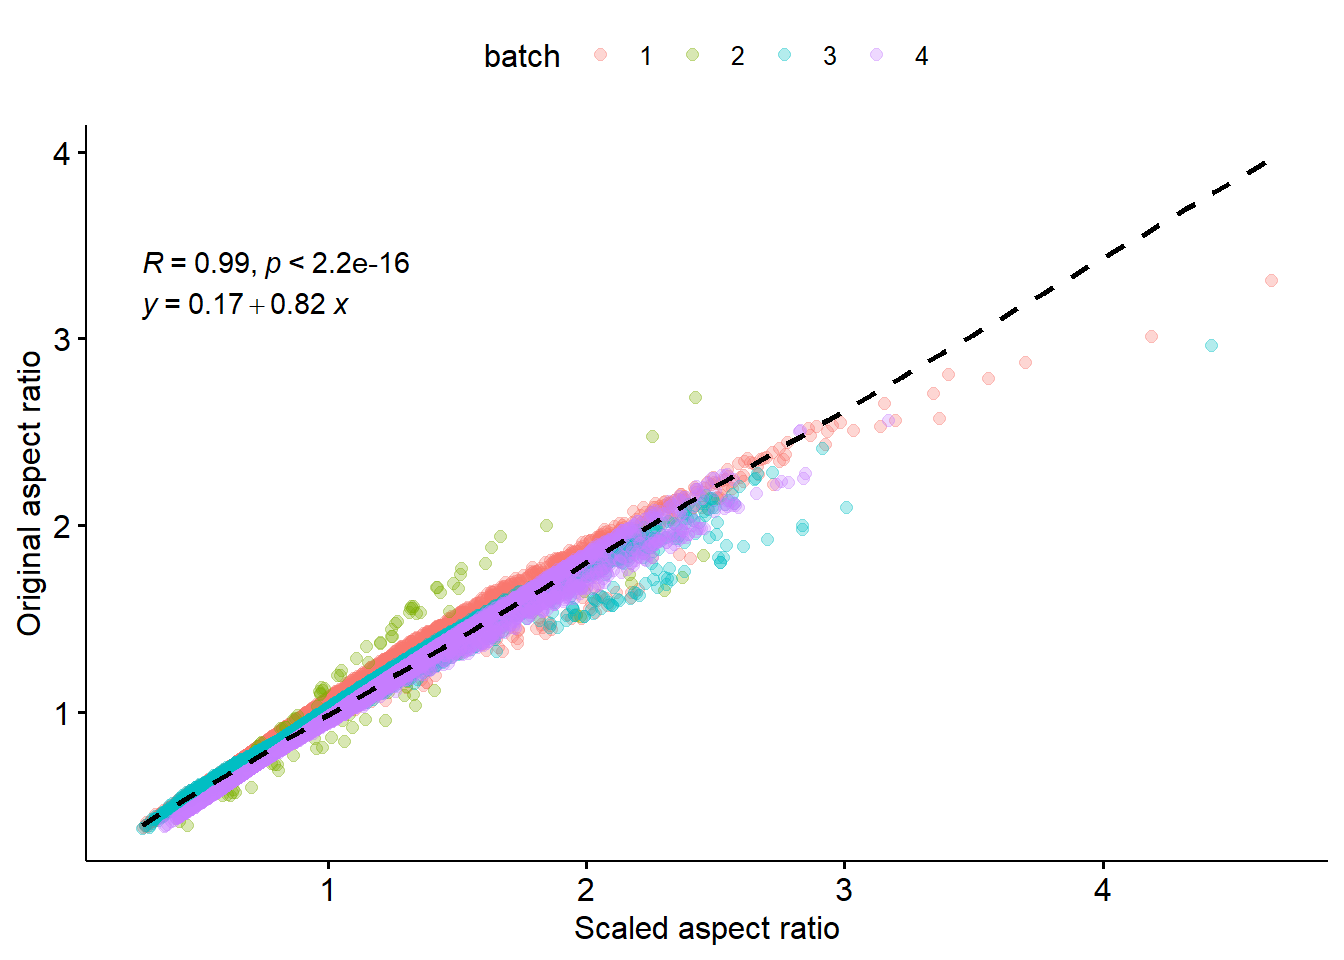 batch 1 2 3 4
4
R = 0.99, p < 2.2e-16
y = 0.17 + 0.82 x
3
2
1
Original aspect ratio
1 2 3 4
Scaled aspect ratio